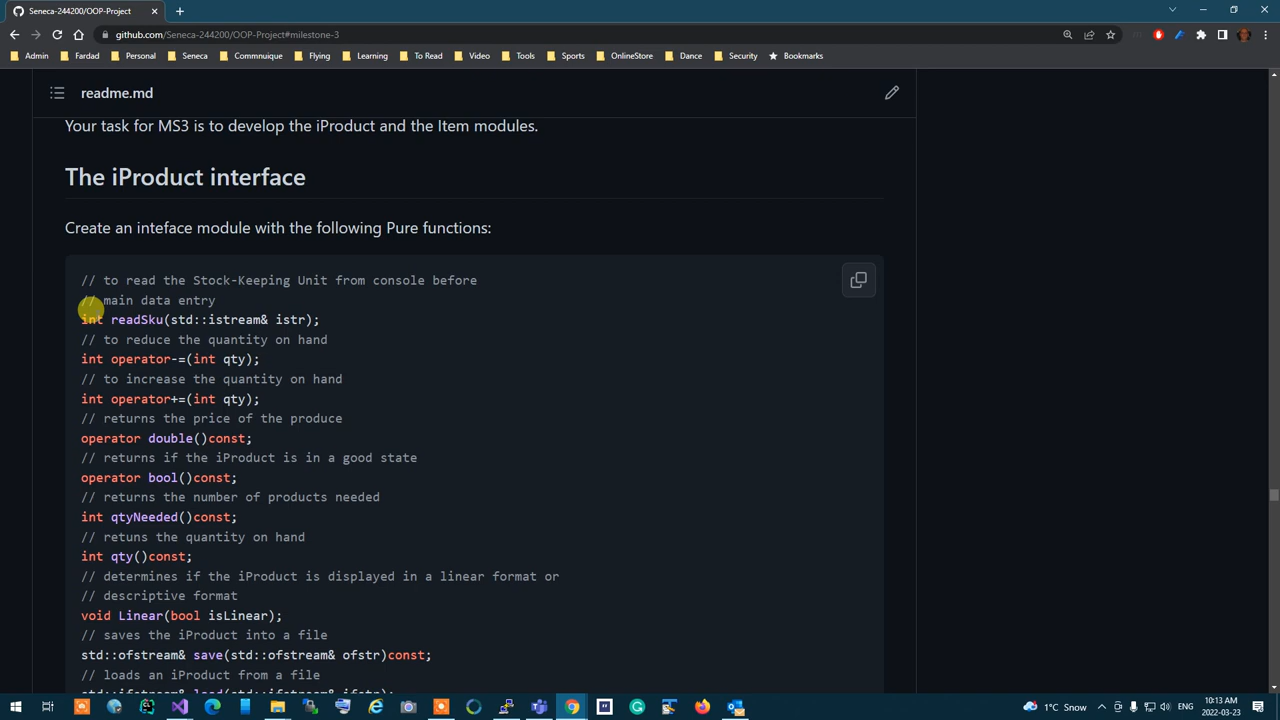 Seneca-244200/OOP-Project
github.com/Seneca-244200/OOP-Project#milestone-3
Admin Fardad Personal Seneca Commnuique Flying Learning To Read Video Tools Sports OnlineStore Dance Security Bookmarks
readme.md
Your task for MS3 is to develop the iProduct and the Item modules.
The iProduct interface
Create an inteface module with the following Pure functions:
// to read the Stock-Keeping Unit from console before
// main data entry
int readSku(std::istream& istr);
// to reduce the quantity on hand
int operator-=(int qty);
// to increase the quantity on hand
int operator+=(int qty);
// returns the price of the produce
operator double()const;
// returns if the iProduct is in a good state
operator bool()const;
// returns the number of products needed
int qtyNeeded()const;
// retuns the quantity on hand
int qty()const;
// determines if the iProduct is displayed in a linear format or
// descriptive format
void Linear(bool isLinear);
// saves the iProduct into a file
std::ofstream& save(std::ofstream& ofstr)const;
// loads an iProduct from a file
std::ifstream& load(std::ifstream& ifstr);
1°C Snow
ENG
10:13 AM
2022-03-23